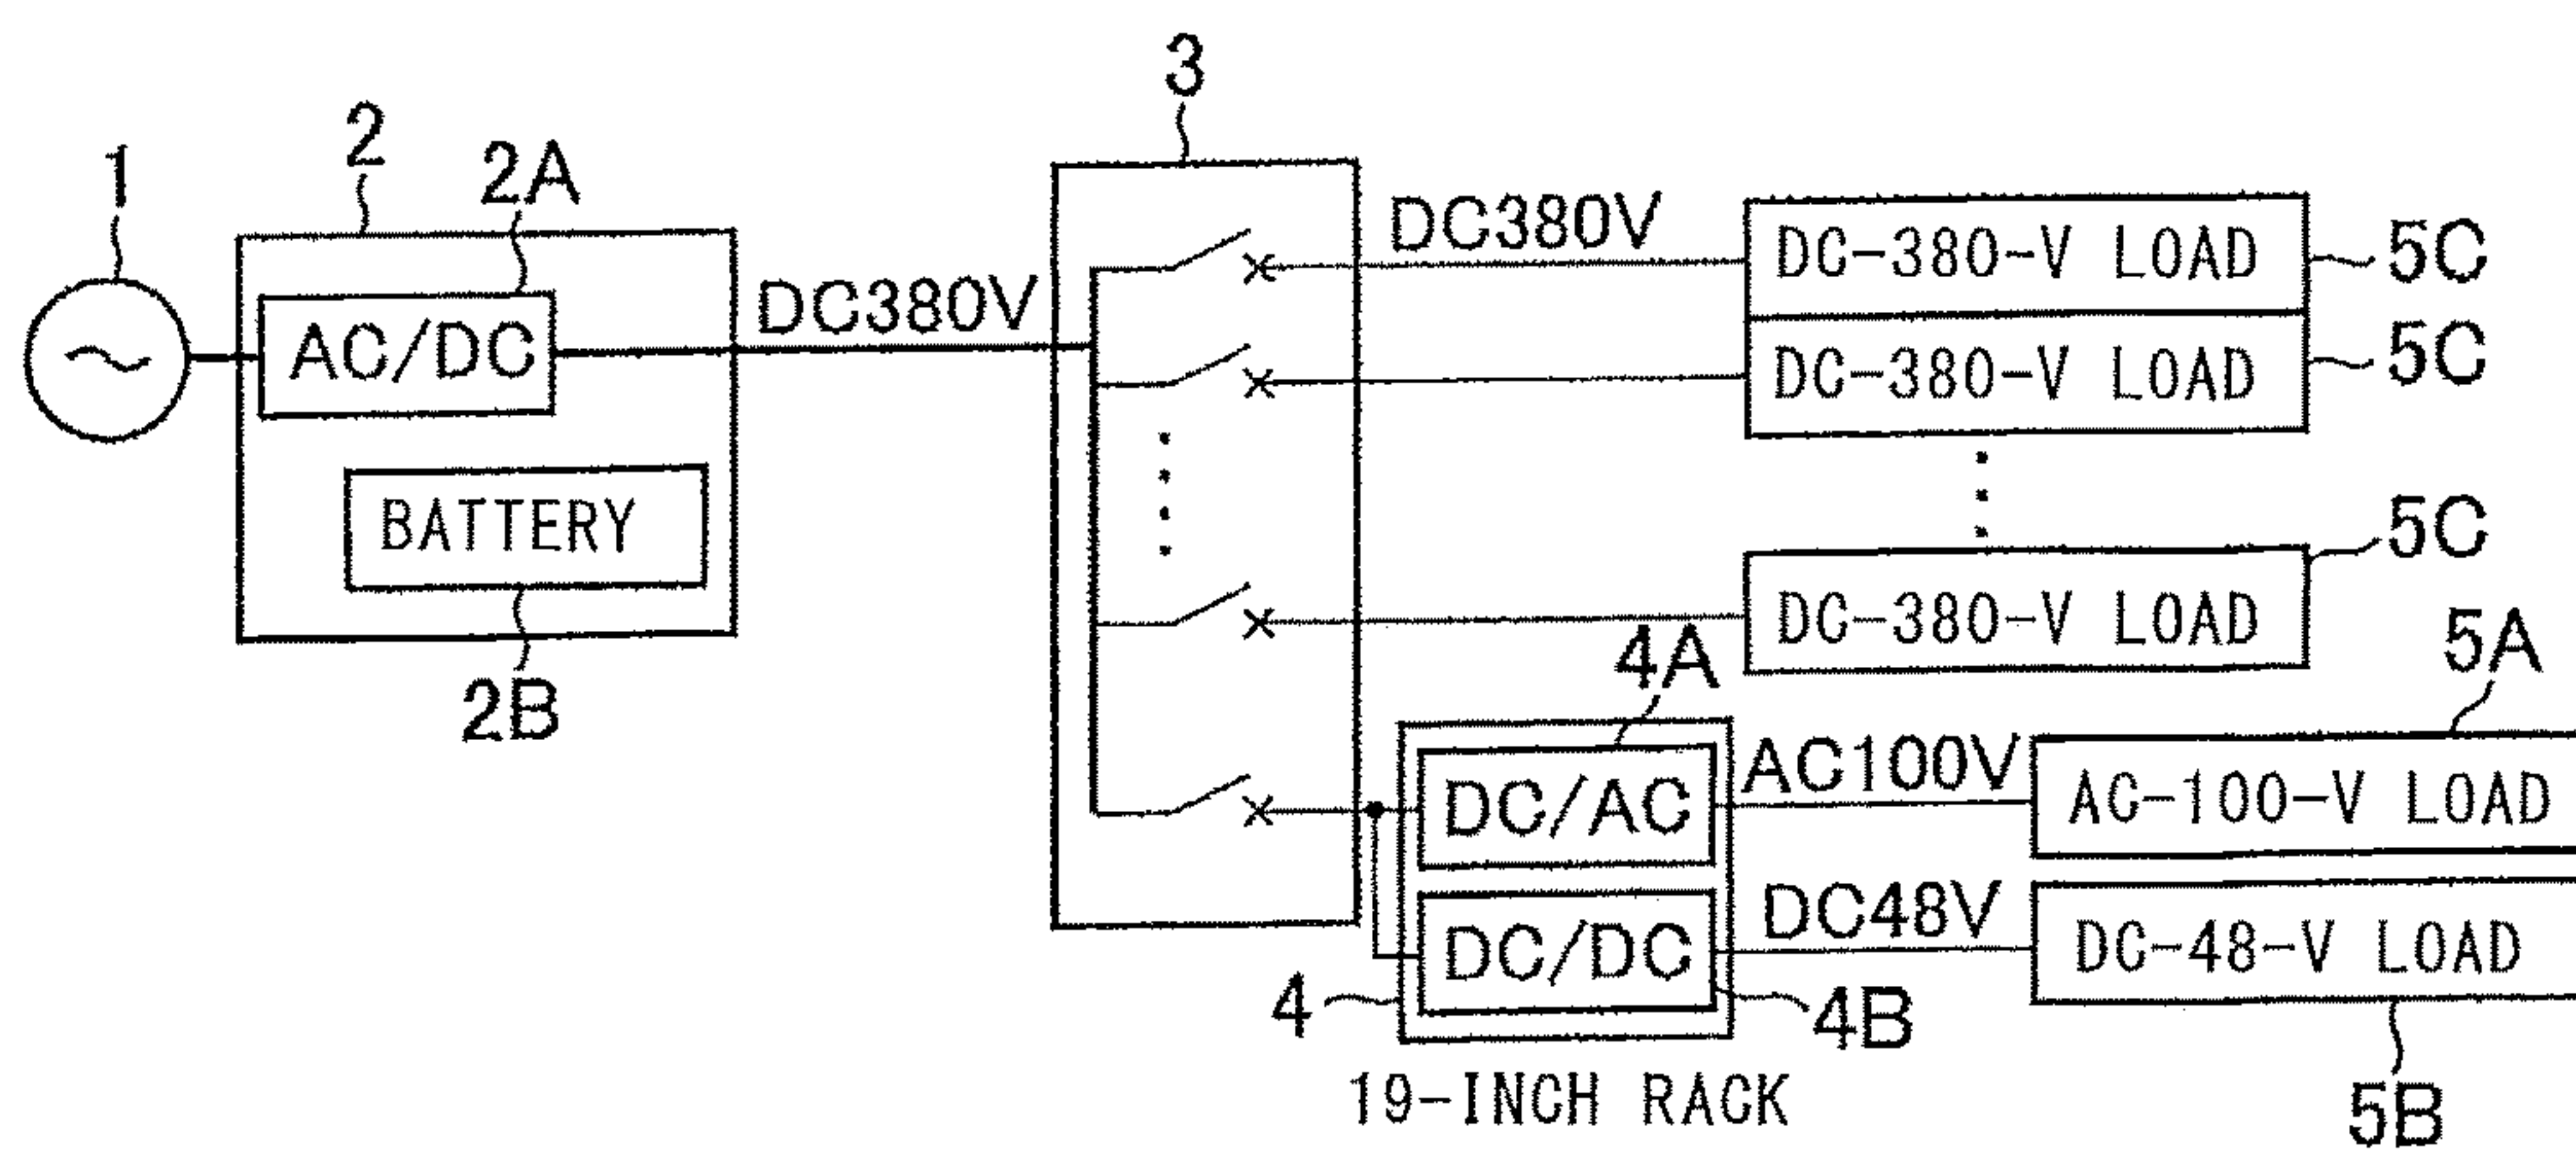 1
2
2A
AC/DC
BATTERY
2B
DC380V
3
DC380V
DC-380-V LOAD
5C
DC-380-V LOAD
5C
DC-380-V LOAD
5C
4A
DC/AC
AC100V
AC-100-V LOAD
5A
DC/DC
DC48V
DC-48-V LOAD
4
4B
5B
19-INCH RACK